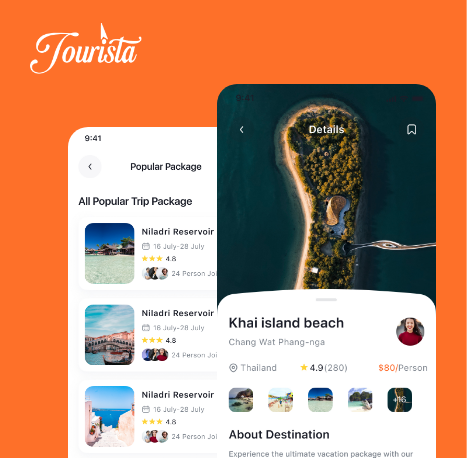 Tourista
9:41
Popular Package
All Popular Trip Package
Niladri Reservoir
16 July-28 July
4.8
24 Person Joi
Niladri Reservoir
16 July-28 July
4.8
24 Person Joi
Niladri Reservoir
16 July-28 July
4.8
24 Person Joi
9:41
Details
Khai island beach
Chang Wat Phang-nga
Thailand
4.9(280)
$80/Person
+16
About Destination
Experience the ultimate vacation package with our